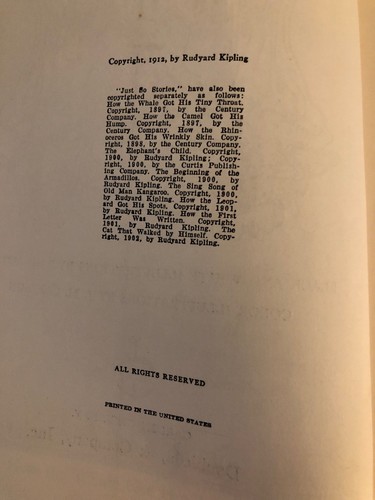 Copyright, 1912, by Rudyard Kipling
"Just So Stories," have also been
copyrighted separately as follows:
How the Whale Got His Tiny Throat.
Copyright, 1897, by the Century
Company. How the Camel Got His
Hump. Copyright, 1897, by the
Century Company. How the Rhin-
oceros Got His Wrinkly Skin. Copy-
right, 1898, by the Century Company.
The Elephant's Child. Copyright,
1900, by Rudyard Kipling; Copy-
right, 1900, by the Curtis Publish-
ing Company. The Beginning of the
Armadillos. Copyright, 1900, by
Rudyard Kipling. The Sing Song of
Old Man Kangaroo. Copyright, 1900,
by Rudyard Kipling. How the Leop-
ard Got His Spots. Copyright, 1901,
by Rudyard Kipling. How the First
Letter Was Written. Copyright,
1901, by Rudyard Kipling. The
Cat That Walked by Himself. Copy-
right, 1902, by Rudyard Kipling.
ALL RIGHTS RESERVED
PRINTED IN THE UNITED STATES